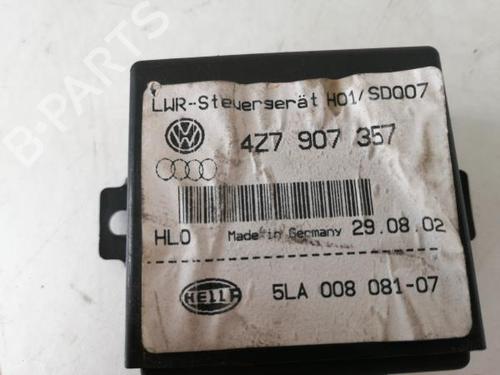 B-PARTS
LWR-Steuergerät H01/SD007
4Z7 907 357
HLO Made in Germany 29.08.02
HELLA 5LA 008 081-07